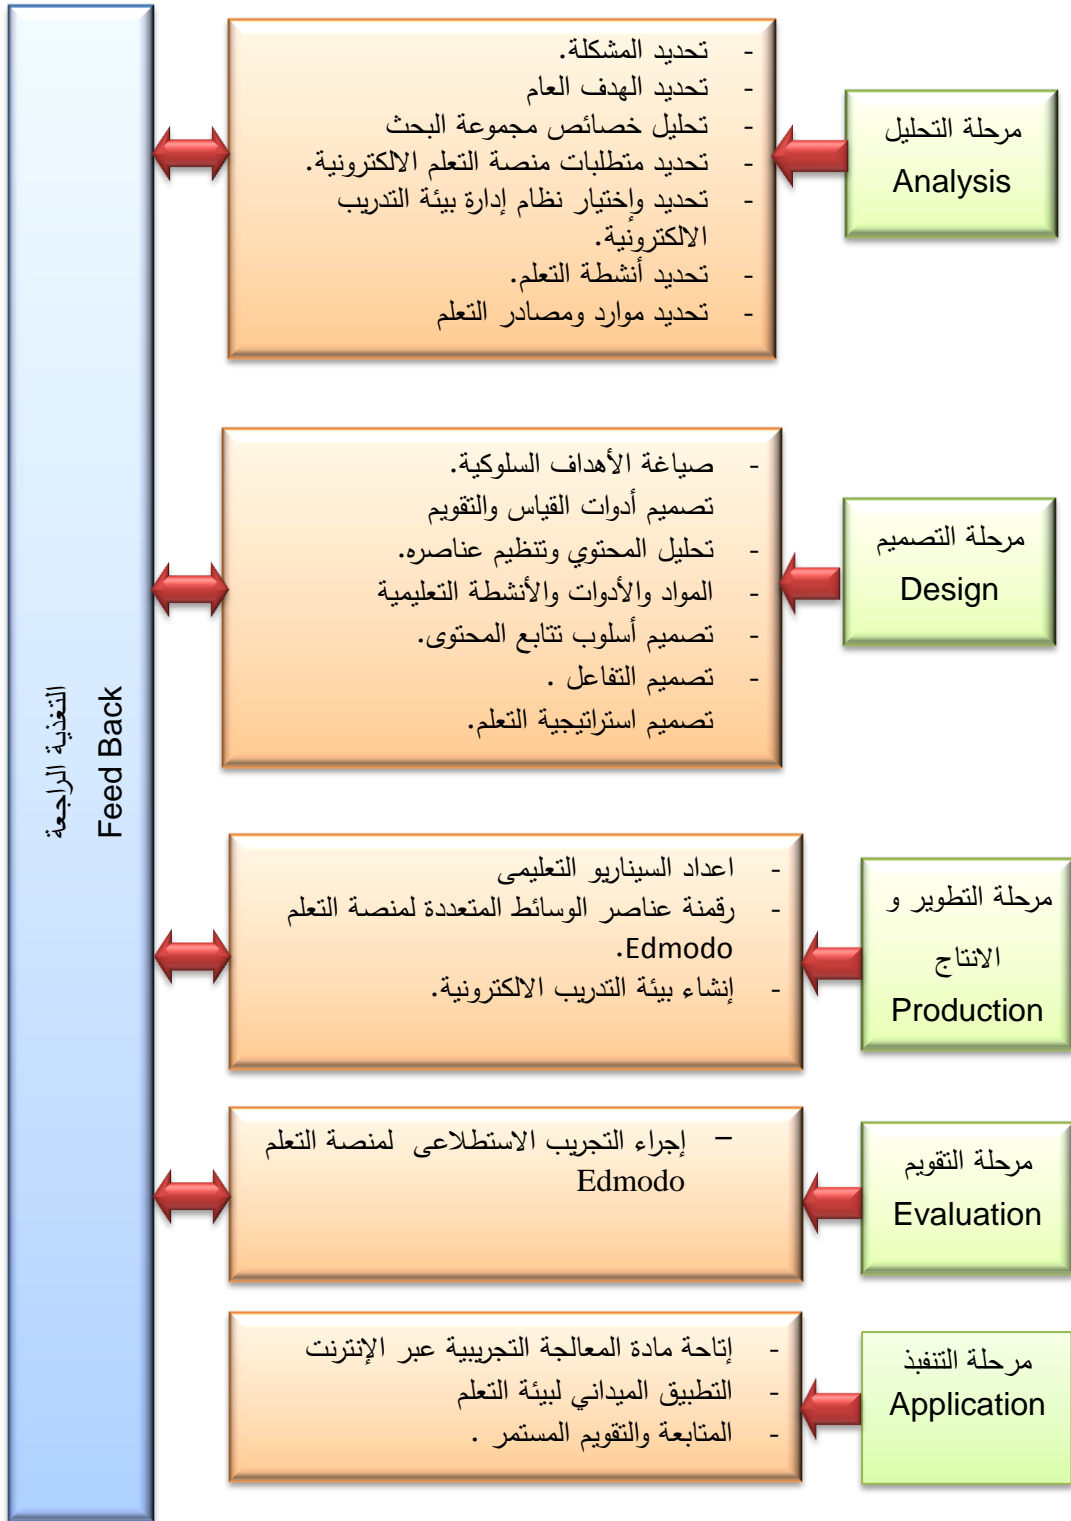 مرحلة التحليل
Analysis
- تحديد المشكلة.
- تحديد الهدف العام
- تحليل خصائص مجموعة البحث
- تحديد متطلبات منصة التعلم الالكترونية.
- تحديد وإختيار نظام إدارة بيئة التدريب
الالكترونية.
- تحديد أنشطة التعلم.
- تحديد موارد ومصادر التعلم
مرحلة التصميم
Design
- صياغة الأهداف السلوكية.
تصميم أدوات القياس والتقويم
- تحليل المحتوي وتنظيم عناصره.
- المواد والأدوات والأنشطة التعليمية
- تصميم أسلوب تتابع المحتوى.
- تصميم التفاعل .
تصميم استراتيجية التعلم.
مرحلة التطوير و
الانتاج
Production
- اعداد السيناريو التعليمى
- رقمنة عناصر الوسائط المتعددة لمنصة التعلم
Edmodo.
- إنشاء بيئة التدريب الالكترونية.
مرحلة التقويم
Evaluation
– إجراء التجريب الاستطلاعى لمنصة التعلم
Edmodo
مرحلة التنفبذ
Application
- إتاحة مادة المعالجة التجريبية عبر الإنترنت
- التطبيق الميداني لبيئة التعلم
- المتابعة والتقويم المستمر .
التغذية الراجعة
Feed Back